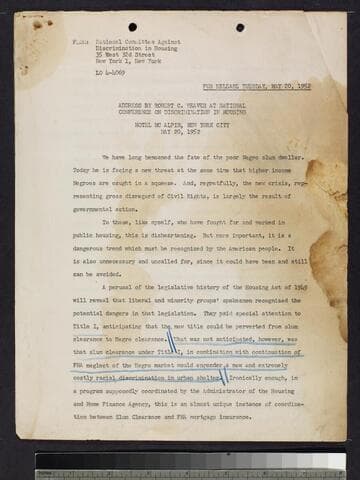 FROM: National Committee Against
Discrimination in Housing
35 West 32d Street
New York 1, New York
LO 4-4069
FOR RELEASE TUESDAY, MAY 20, 1952
ADDRESS BY ROBERT C. WEAVER AT NATIONAL
CONFERENCE ON DISCRIMINATION IN HOUSING
HOTEL MC ALPIN, NEW YORK CITY
MAY 20, 1952
We have long bemoaned the fate of the poor Negro slum dweller.
Today he is facing a new threat at the same time that higher income
Negroes are caught in a squeeze. And, regretfully, the new crisis, rep-
resenting gross disregard of Civil Rights, is largely the result of
governmental action.
To those, like myself, who have fought for and worked in
public housing, this is disheartening. But more important, it is a
dangerous trend which must be recognized by the American people. It
is also unnecessary and uncalled for, since it could have been and still
can be avoided.
A perusal of the legislative history of the Housing Act of 1949
will reveal that liberal and minority groups' spokesmen recognized the
potential dangers in that legislation. They paid special attention to
Title I, anticipating that the new title could be perverted from slum
clearance to Negro clearance. What was not anticipated, however, was
that slum clearance under Title I, in combination with continuation of
FHA neglect of the Negro market would engender a new and extremely
costly racial discrimination in urban shelter. Ironically enough, in
a program supposedly coordinated by the Administrator of the Housing
and Home Finance Agency, this is an almost unique instance of coordina-
tion between Slum Clearance and FHA mortgage insurance.